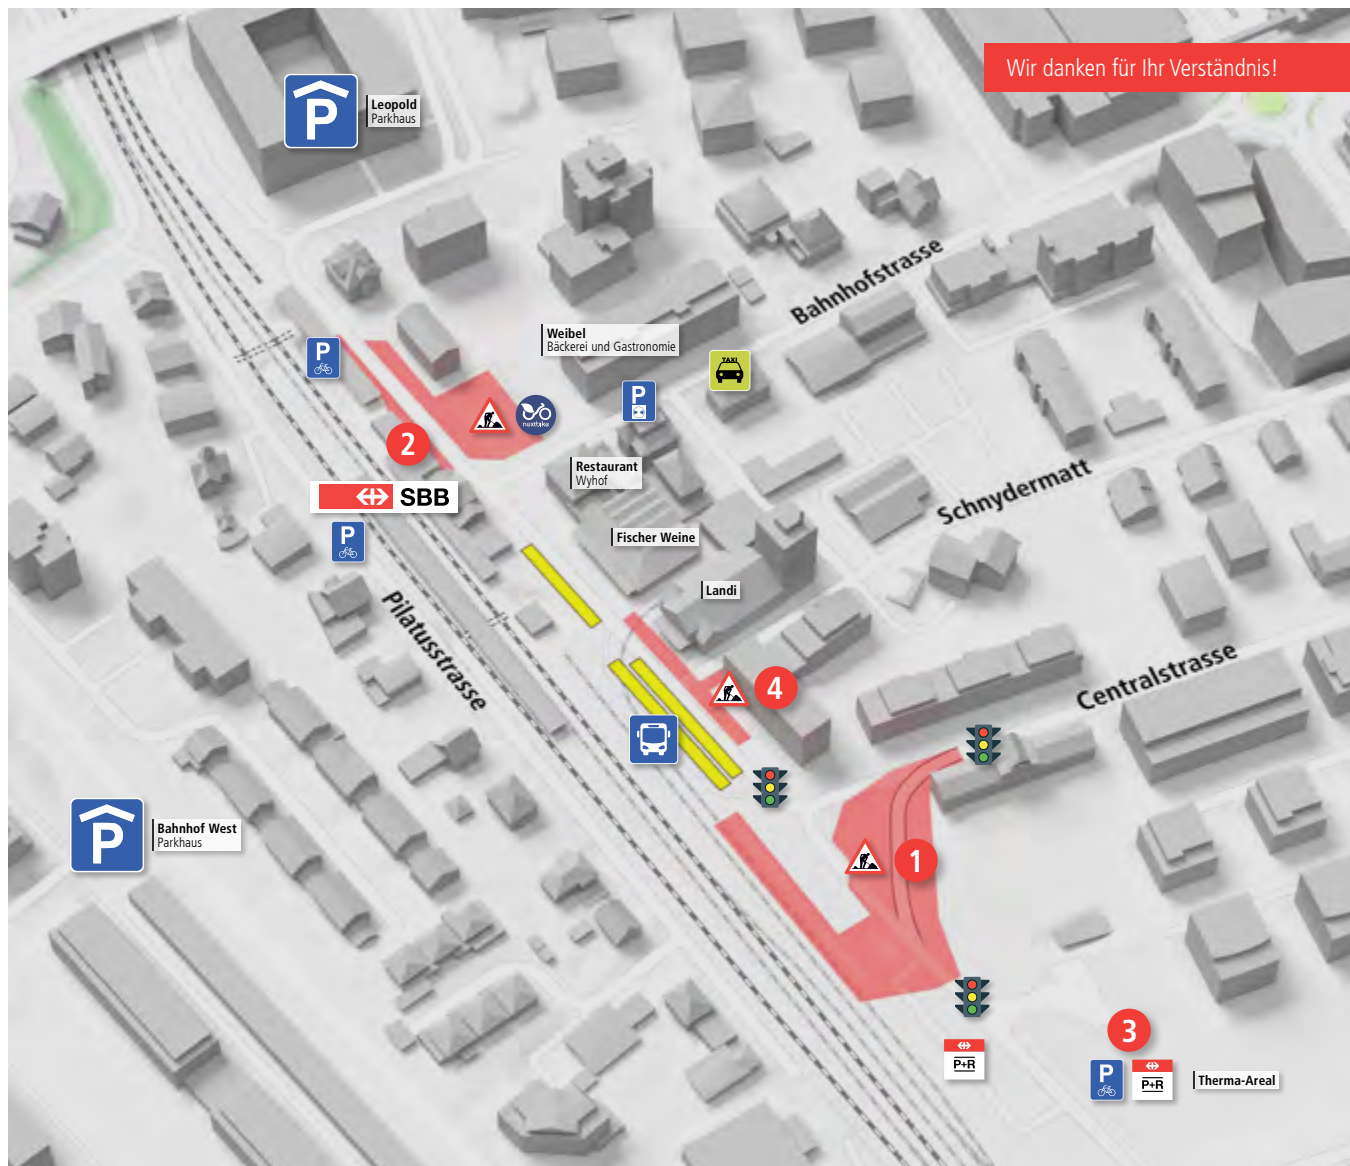 Wir danken für Ihr Verständnis!
P
Leopold
Parkhaus
Bahnhofstrasse
Weibel
Bäckerei und Gastronomie
P
TAXI
P
nextbike
2
Restaurant
Wyhof
SBB
Schnydermatt
P
Fischer Weine
Landi
Pilatusstrasse
4
Centralstrasse
P
Bahnhof West
Parkhaus
1
3
P+R
P
P+R
Therma-Areal